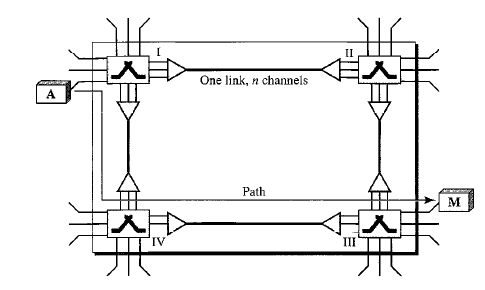 I
II
One link, n channels
A
Path
M
IV
III